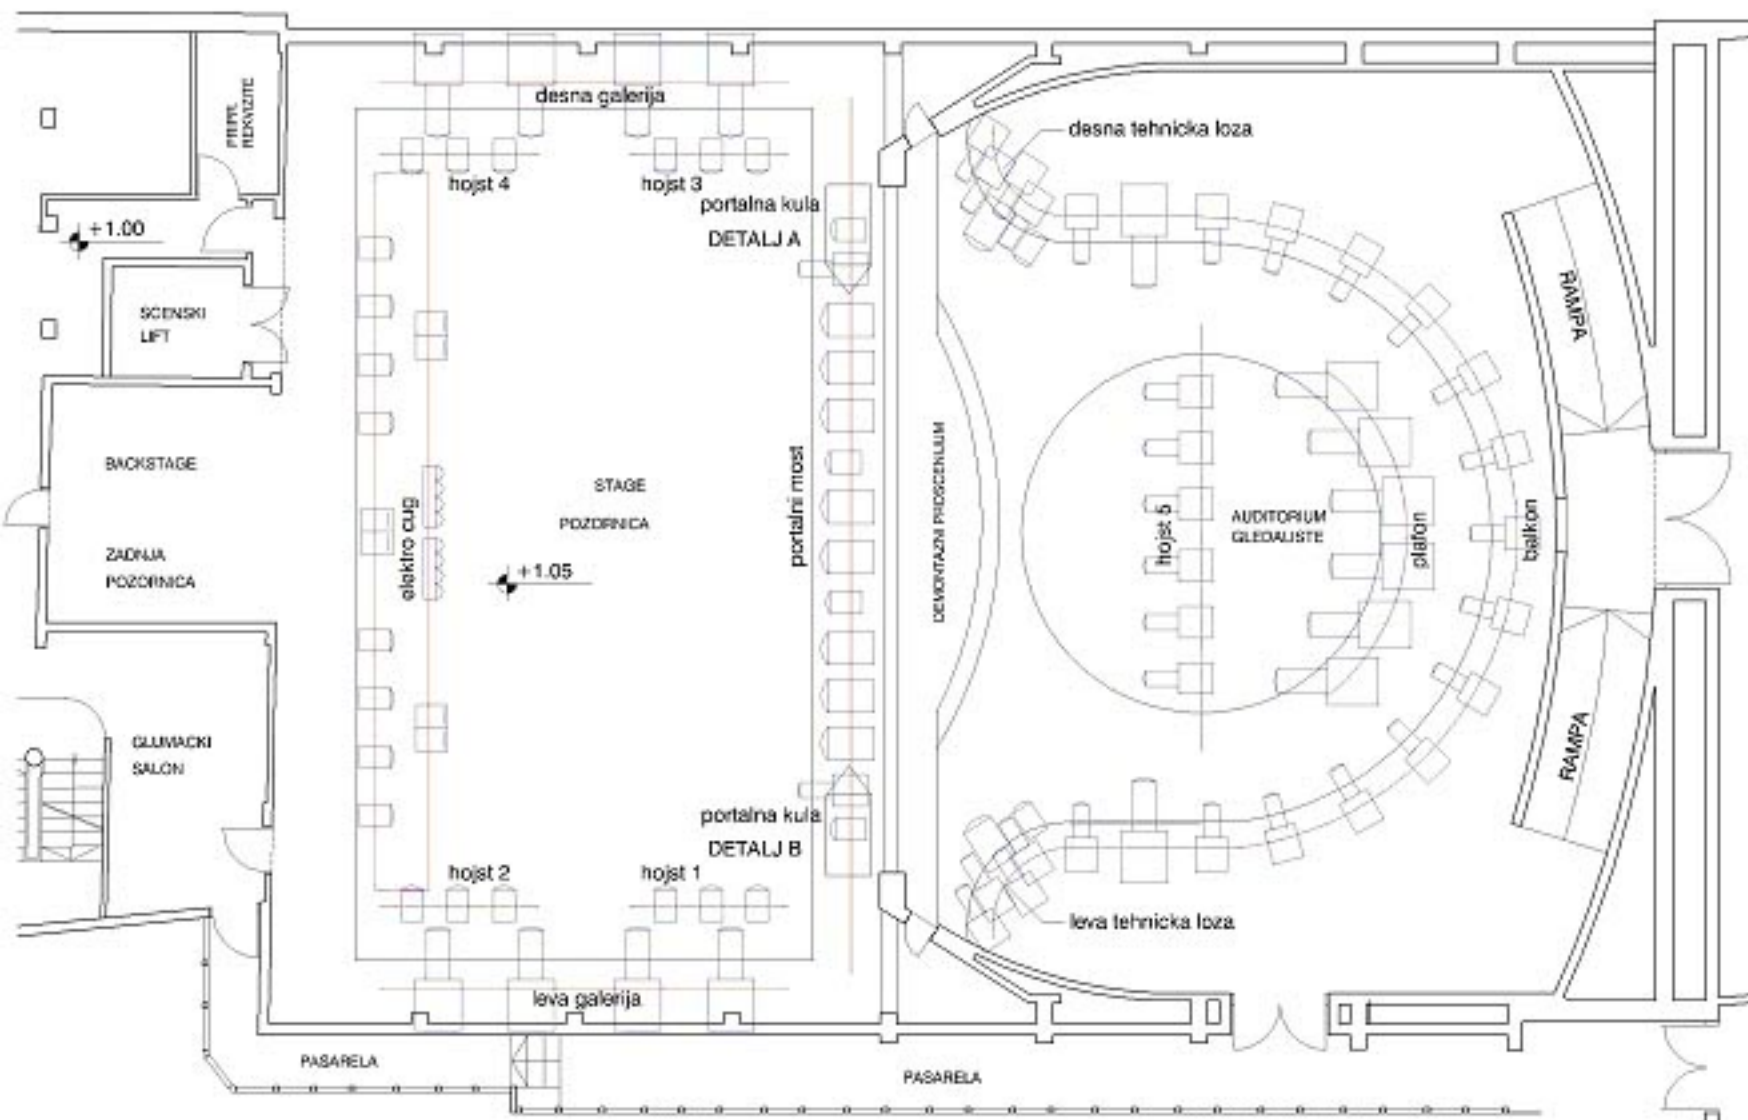 desna galerija
PRIPR.
REKVIZITE
desna tehnicka loza
hojst 4
hojst 3
portalna kula
DETALJ A
+1.00
SCENSKI
LIFT
RAMPA
BACKSTAGE
ZADNJA
POZORNICA
elektro cug
STAGE
POZORNICA
+1.05
portalni most
DEMONTAZNI PROSCENIJUM
hojst 5
AUDITORIUM
GLEDALISTE
plafon
balkon
GLUMACKI
SALON
RAMPA
portalna kula
DETALJ B
hojst 2
hojst 1
leva tehnicka loza
leva galerija
PASARELA
PASARELA